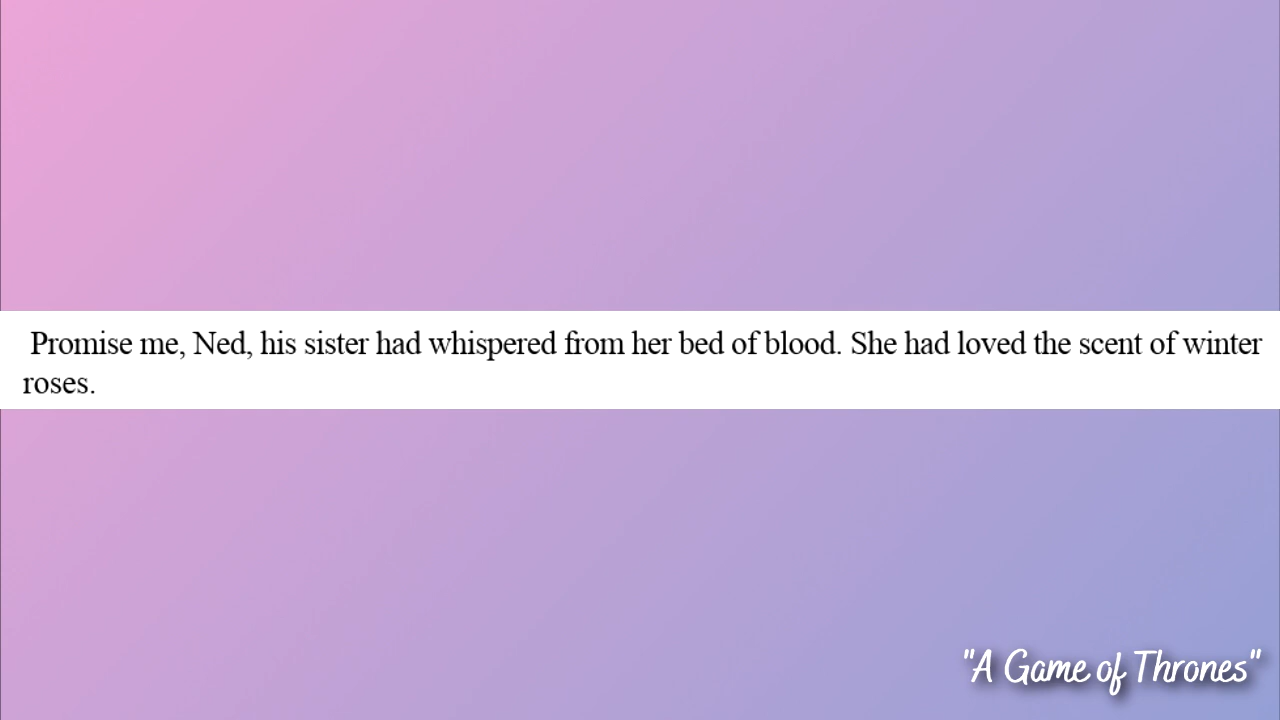 Promise me, Ned, his sister had whispered from her bed of blood. She had loved the scent of winter
roses.
"A Game of Thrones"